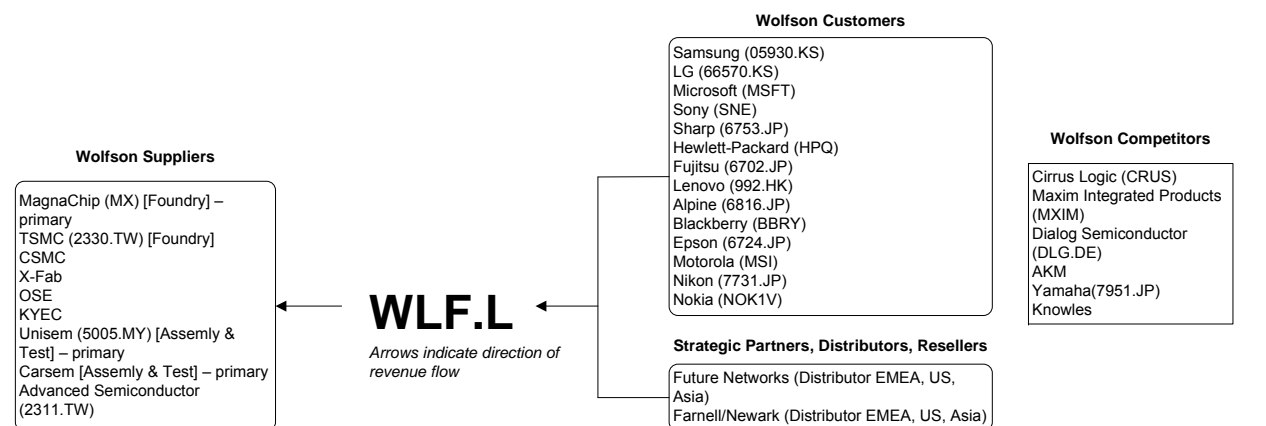 Wolfson Suppliers
MagnaChip (MX) [Foundry] –
primary
TSMC (2330.TW) [Foundry]
CSMC
X-Fab
OSE
KYEC
Unisem (5005.MY) [Assemly &
Test] – primary
Carsem [Assemly & Test] – primary
Advanced Semiconductor
(2311.TW)
WLF.L
Arrows indicate direction of
revenue flow
Wolfson Customers
Samsung (05930.KS)
LG (66570.KS)
Microsoft (MSFT)
Sony (SNE)
Sharp (6753.JP)
Hewlett-Packard (HPQ)
Fujitsu (6702.JP)
Lenovo (992.HK)
Alpine (6816.JP)
Blackberry (BBRY)
Epson (6724.JP)
Motorola (MSI)
Nikon (7731.JP)
Nokia (NOK1V)
Strategic Partners, Distributors, Resellers
Future Networks (Distributor EMEA, US,
Asia)
Farnell/Newark (Distributor EMEA, US, Asia)
Wolfson Competitors
Cirrus Logic (CRUS)
Maxim Integrated Products
(MXIM)
Dialog Semiconductor
(DLG.DE)
AKM
Yamaha(7951.JP)
Knowles